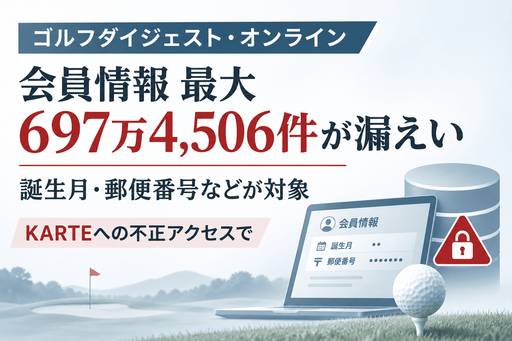 ゴルフダイジェスト・オンライン
会員情報 最大
697万4,506件が漏えい
誕生月・郵便番号などが対象
KARTEへの不正アクセスで
会員情報
誕生月 **
〒 郵便番号 *******